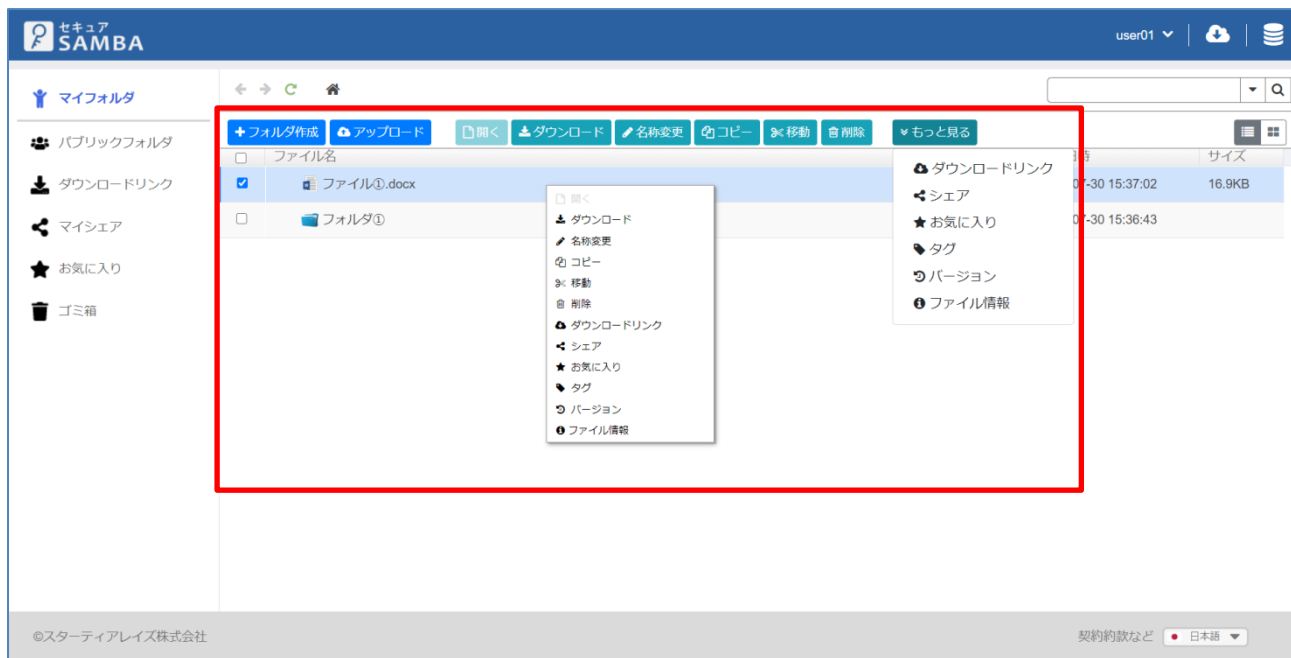 セキュア
SAMBA
user01
マイフォルダ
パブリックフォルダ
ダウンロードリンク
マイシェア
お気に入り
ゴミ箱
フォルダ作成 アップロード 開く ダウンロード 名称変更 コピー 移動 削除 もっと見る
ファイル名 サイズ
ファイル①.docx 07-30 15:37:02 16.9KB
フォルダ① 07-30 15:36:43
開く
ダウンロード
名称変更
コピー
移動
削除
ダウンロードリンク
シェア
お気に入り
タグ
バージョン
ファイル情報
ダウンロードリンク
シェア
お気に入り
タグ
バージョン
ファイル情報
©スターティアレイズ株式会社
契約約款など 日本語